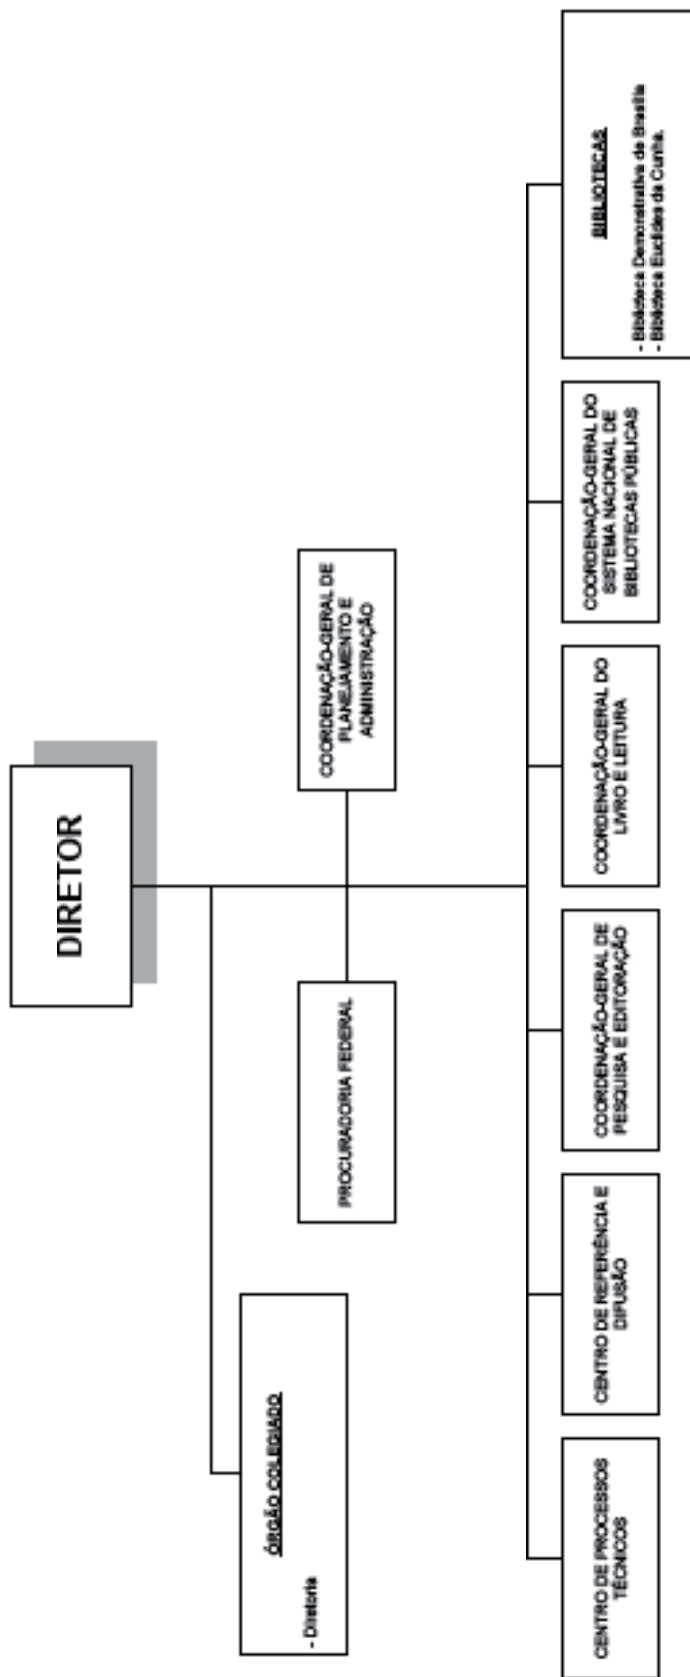 DIRETOR
ÓRGÃO COLEGIADO
- Diretoria
PROCURADORIA FEDERAL
COORDENAÇÃO-GERAL DE
PLANEJAMENTO E
ADMINISTRAÇÃO
CENTRO DE PROCESSOS
TÉCNICOS
CENTRO DE REFERÊNCIA E
DIFUSÃO
COORDENAÇÃO-GERAL DE
PESQUISA E EDITORAÇÃO
COORDENAÇÃO-GERAL DO
LIVRO E LEITURA
COORDENAÇÃO-GERAL DO
SISTEMA NACIONAL DE
BIBLIOTECAS PÚBLICAS
BIBLIOTECAS
- Biblioteca Demonstrativa de Brasília
- Biblioteca Euclides da Cunha.